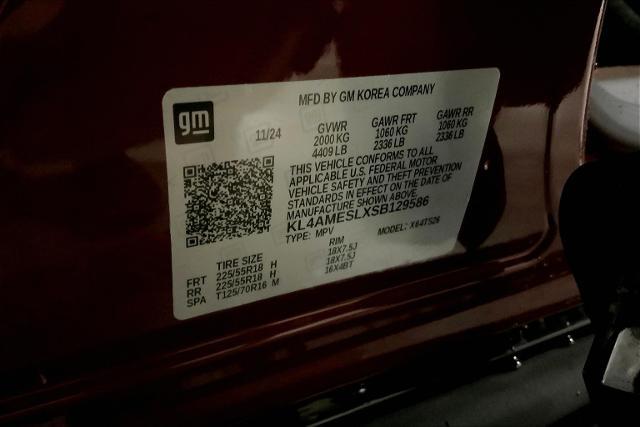 gm
MFD BY GM KOREA COMPANY
11/24
GVWR GAWR FRT GAWR RR
2000 KG 1060 KG 1060 KG
4409 LB 2336 LB 2336 LB
THIS VEHICLE CONFORMS TO ALL
APPLICABLE U.S. FEDERAL MOTOR
VEHICLE SAFETY AND THEFT PREVENTION
STANDARDS IN EFFECT ON THE DATE OF
MANUFACTURE SHOWN ABOVE.
KL4AMESLXSB129586
TYPE: MPV MODEL: X64TS26
TIRE SIZE RIM
FRT 225/55R18 H 18X7.5J
RR 225/55R18 H 18X7.5J
SPA T125/70R16 M 16X4BT